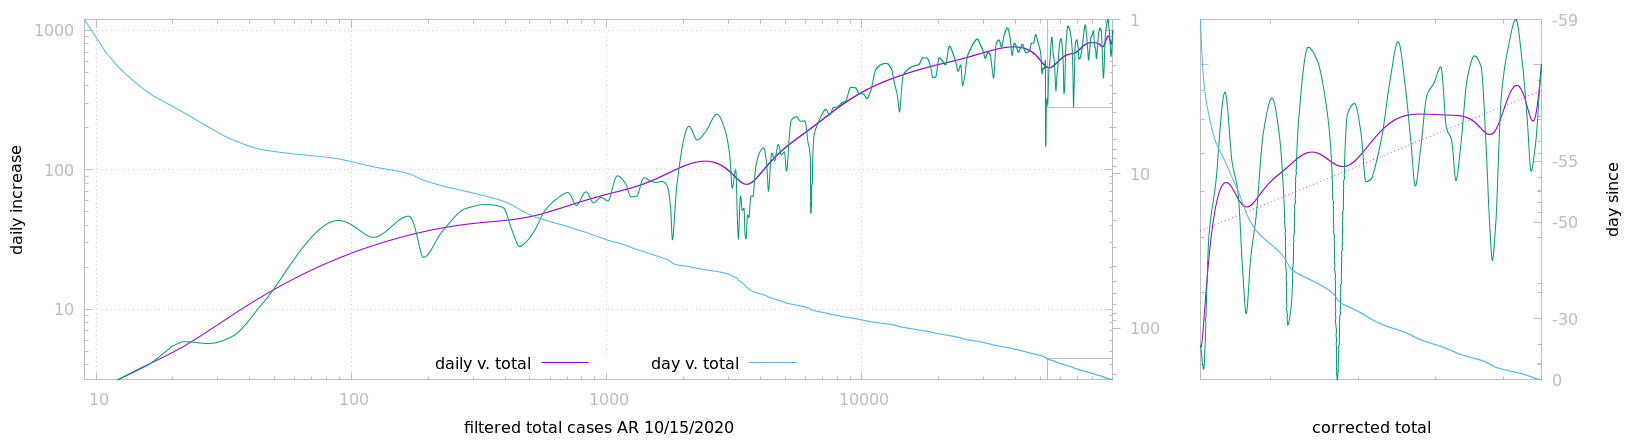 1000
100
10
daily increase
10
100
1000
10000
filtered total cases AR 10/15/2020
daily v. total
day v. total
1
10
100
-59
-55
-50
-30
0
day since
corrected total